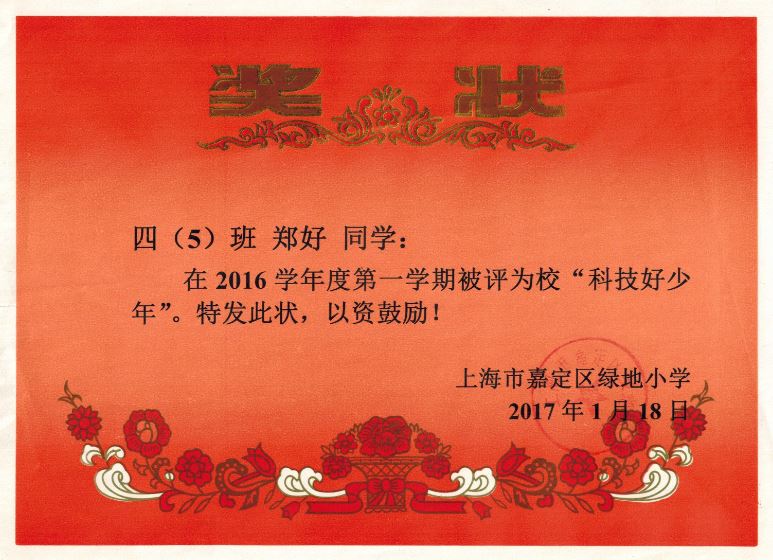 奖状
四（5）班 郑好 同学：
在 2016 学年度第一学期被评为校“科技好少
年”。特发此状，以资鼓励！
上海市嘉定区绿地小学
2017 年 1 月 18 日